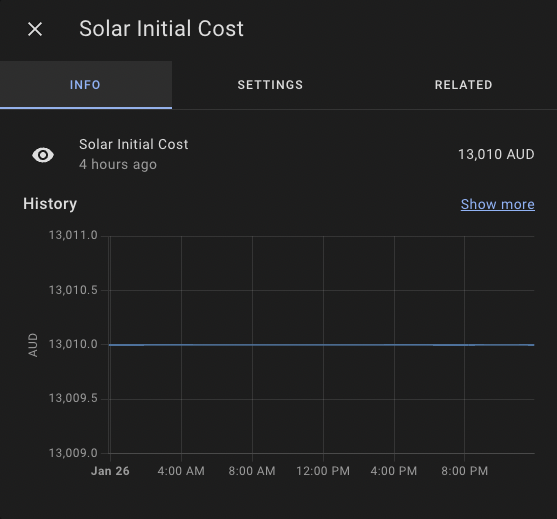 Solar Initial Cost
INFO
SETTINGS
RELATED
Solar Initial Cost
4 hours ago
13,010 AUD
History
Show more
13,011.0
13,010.5
13,010.0
13,009.5
13,009.0
AUD
Jan 26
4:00 AM
8:00 AM
12:00 PM
4:00 PM
8:00 PM